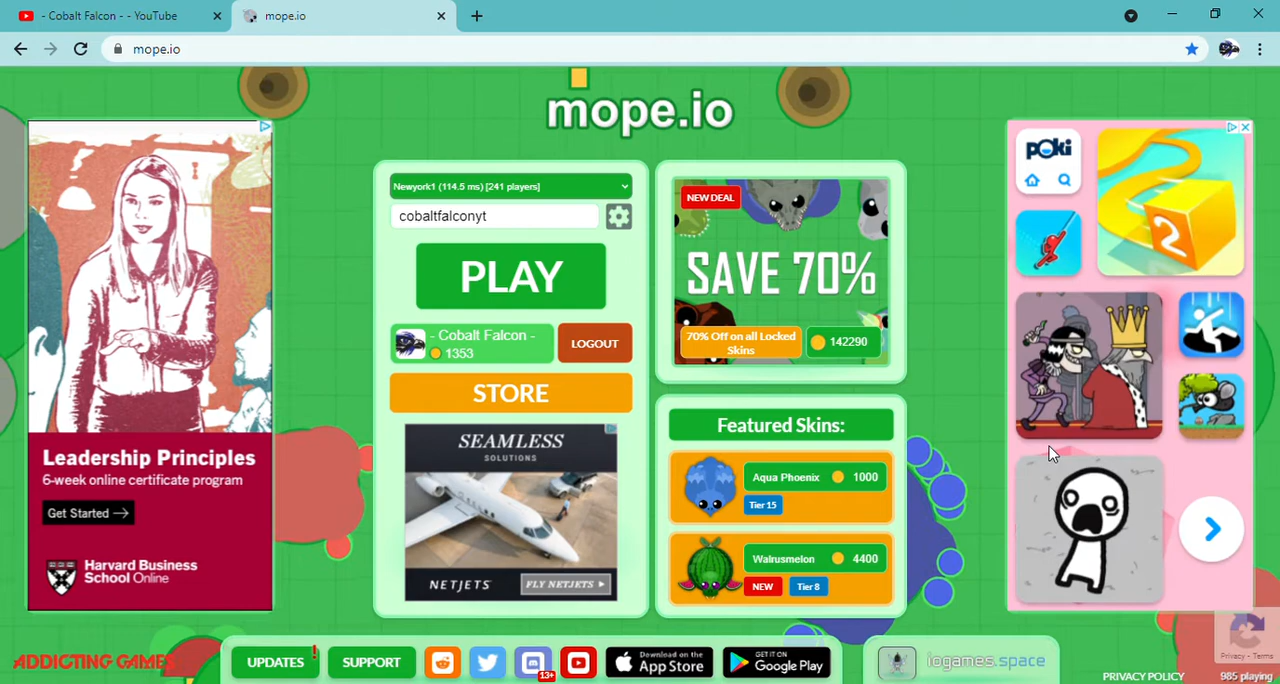 - Cobalt Falcon - - YouTube
mope.io
mope.io
mope.io
Newyork1 (114.5 ms) [241 players]
cobaltfalconyt
PLAY
- Cobalt Falcon -
1353
LOGOUT
STORE
SEAMLESS
SOLUTIONS
NETJETS
FLY NETJETS
NEW DEAL
SAVE 70%
70% Off on all Locked
Skins
142290
Featured Skins:
Aqua Phoenix 1000
Tier 15
Walrusmelon 4400
NEW Tier 8
Leadership Principles
6-week online certificate program
Get Started →
Harvard Business
School Online
POKi
2
ADDICTING GAMES
UPDATES !
SUPPORT
13+
Download on the
App Store
GET IT ON
Google Play
iogames.space
Privacy - Terms
PRIVACY POLICY
985 playing